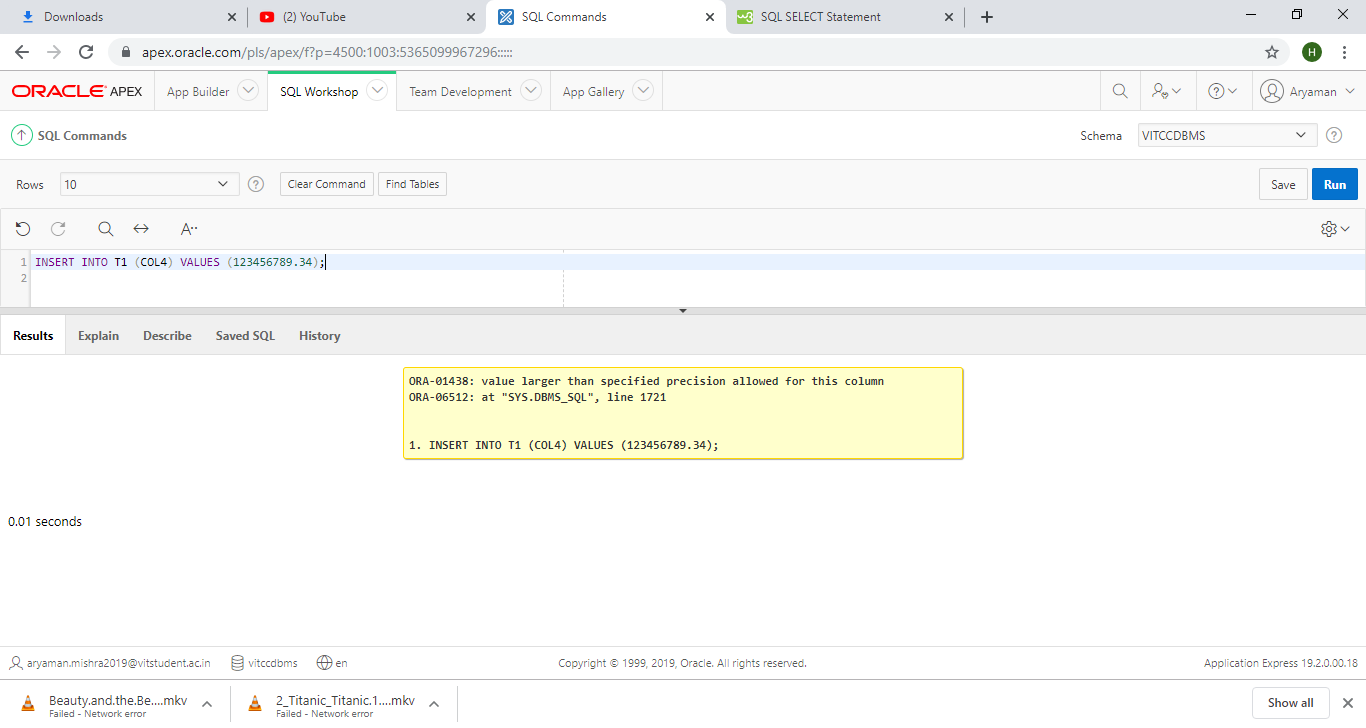 Downloads
(2) YouTube
SQL Commands
SQL SELECT Statement
apex.oracle.com/pls/apex/f?p=4500:1003:5365099967296:::::
H
ORACLE APEX
App Builder
SQL Workshop
Team Development
App Gallery
Aryaman
SQL Commands
Schema
VITCCDBMS
Rows
10
Clear Command
Find Tables
Save
Run
A
1 INSERT INTO T1 (COL4) VALUES (123456789.34);
2
Results
Explain
Describe
Saved SQL
History
ORA-01438: value larger than specified precision allowed for this column
ORA-06512: at "SYS.DBMS_SQL", line 1721
1. INSERT INTO T1 (COL4) VALUES (123456789.34);
0.01 seconds
aryaman.mishra2019@vitstudent.ac.in
vitccdbms
en
Copyright © 1999, 2019, Oracle. All rights reserved.
Application Express 19.2.0.00.18
Beauty.and.the.Be....mkv
Failed - Network error
2_Titanic_Titanic.1....mkv
Failed - Network error
Show all